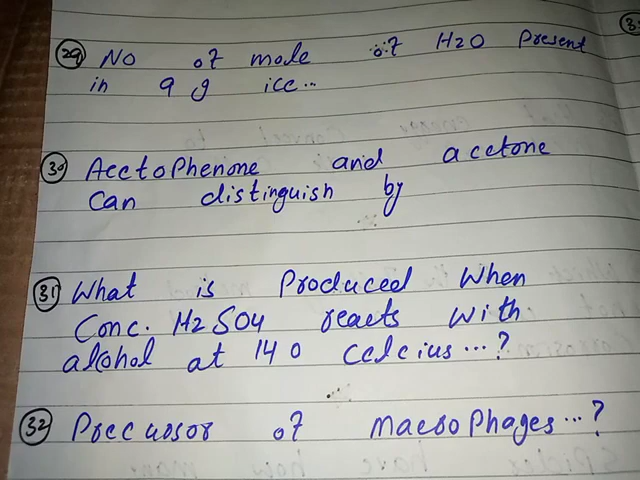 29 No of mole of H2O Present
in 9 g ice...
30 Acetophenone and acetone
Can distinguish by
31 What is Produced When
Conc. H2SO4 reacts With
alcohol at 140 celcius...?
32 Precursor of macrophages...?